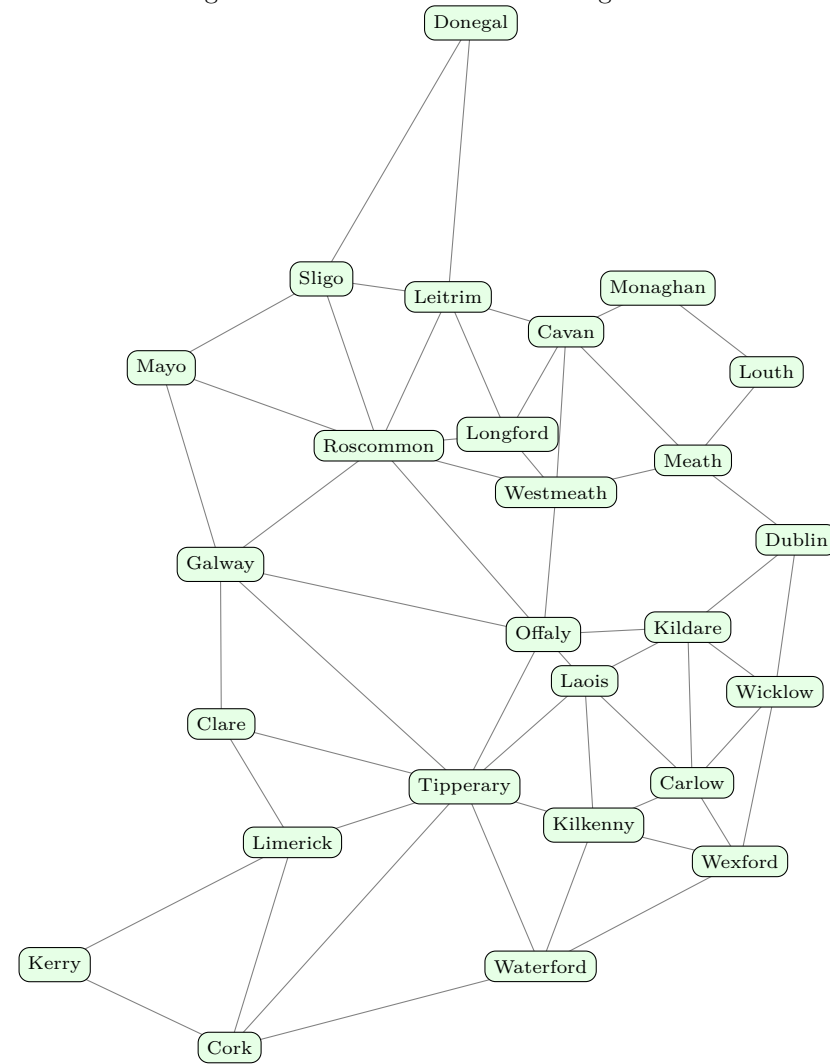 Donegal
Sligo
Leitrim
Monaghan
Cavan
Mayo
Louth
Roscommon
Longford
Meath
Westmeath
Dublin
Galway
Offaly
Kildare
Laois
Wicklow
Clare
Tipperary
Carlow
Kilkenny
Limerick
Wexford
Kerry
Waterford
Cork